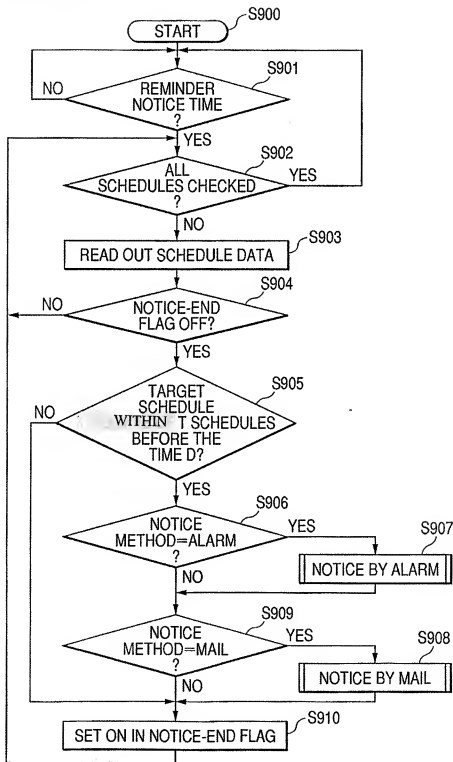 START
S900
REMINDER
NOTICE TIME
?
S901
NO
YES
ALL
SCHEDULES CHECKED
?
S902
YES
NO
READ OUT SCHEDULE DATA
S903
NOTICE-END
FLAG OFF?
S904
NO
YES
TARGET
SCHEDULE
WITHIN T SCHEDULES
BEFORE THE
TIME D?
S905
NO
YES
NOTICE
METHOD=ALARM
?
S906
YES
NOTICE BY ALARM
S907
NO
NOTICE
METHOD=MAIL
?
S909
YES
NOTICE BY MAIL
S908
NO
SET ON IN NOTICE-END FLAG
S910